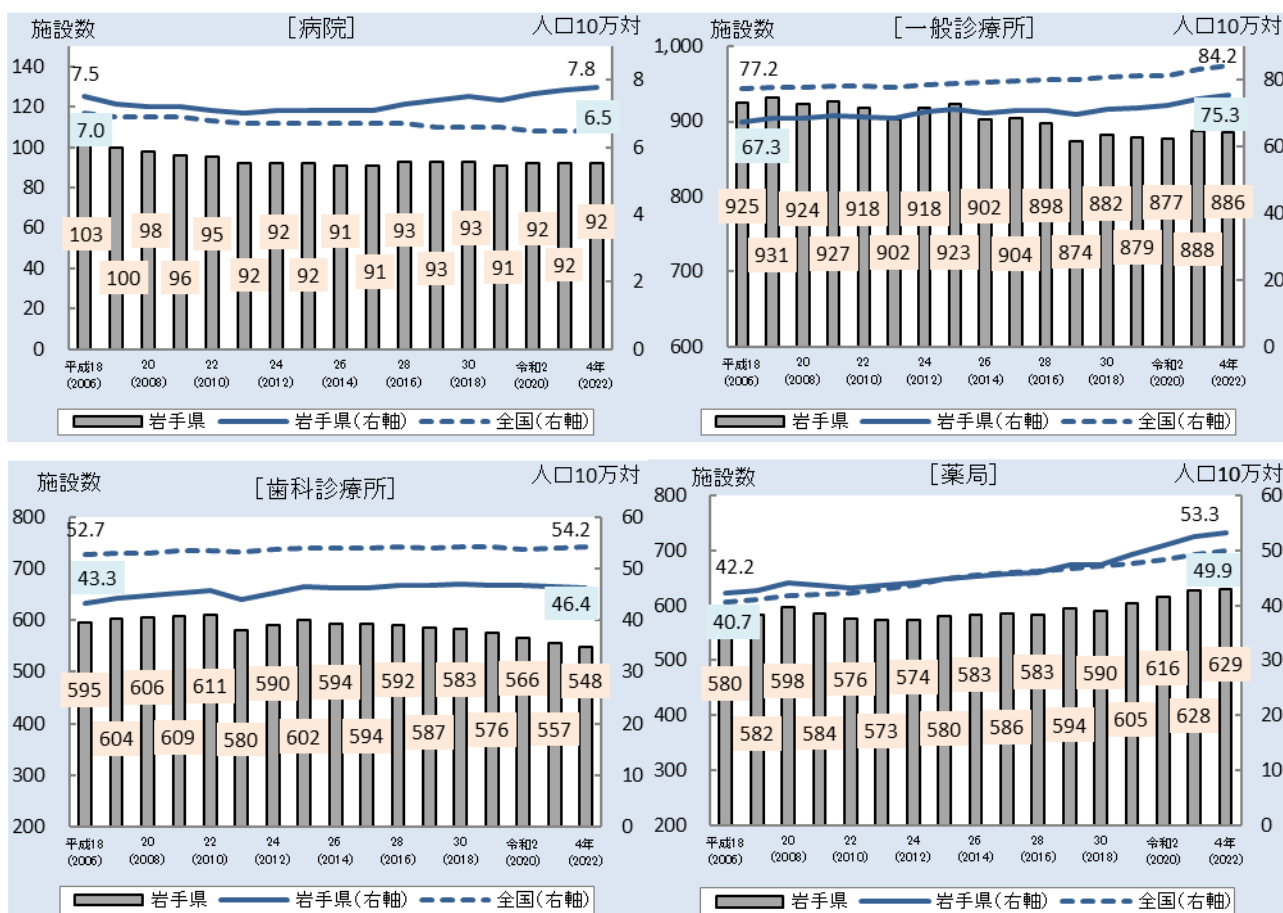 施設数 [病院] 人口10万対
140
120
100
80
60
40
20
0
8
6
4
2
0
7.5
7.8
7.0
6.5
103 98 95 92 91 93 93 92 92
100 96 92 92 91 93 91 92
平成18 20 22 24 26 28 30 令和2 4年
(2006) (2008) (2010) (2012) (2014) (2016) (2018) (2020) (2022)
岩手県 岩手県(右軸) 全国(右軸)
施設数 [一般診療所] 人口10万対
1,000
900
800
700
600
80
60
40
20
0
77.2
84.2
67.3
75.3
925 924 918 918 902 898 882 877 886
931 927 902 923 904 874 879 888
平成18 20 22 24 26 28 30 令和2 4年
(2006) (2008) (2010) (2012) (2014) (2016) (2018) (2020) (2022)
岩手県 岩手県(右軸) 全国(右軸)
施設数 [歯科診療所] 人口10万対
800
700
600
500
400
300
200
60
50
40
30
20
10
0
52.7
54.2
43.3
46.4
595 606 611 590 594 592 583 566 548
604 609 580 602 594 587 576 557
平成18 20 22 24 26 28 30 令和2 4年
(2006) (2008) (2010) (2012) (2014) (2016) (2018) (2020) (2022)
岩手県 岩手県(右軸) 全国(右軸)
施設数 [薬局] 人口10万対
800
700
600
500
400
300
200
60
50
40
30
20
10
0
42.2
53.3
40.7
49.9
580 598 576 574 583 583 590 616 629
582 584 573 580 586 594 605 628
平成18 20 22 24 26 28 30 令和2 4年
(2006) (2008) (2010) (2012) (2014) (2016) (2018) (2020) (2022)
岩手県 岩手県(右軸) 全国(右軸)